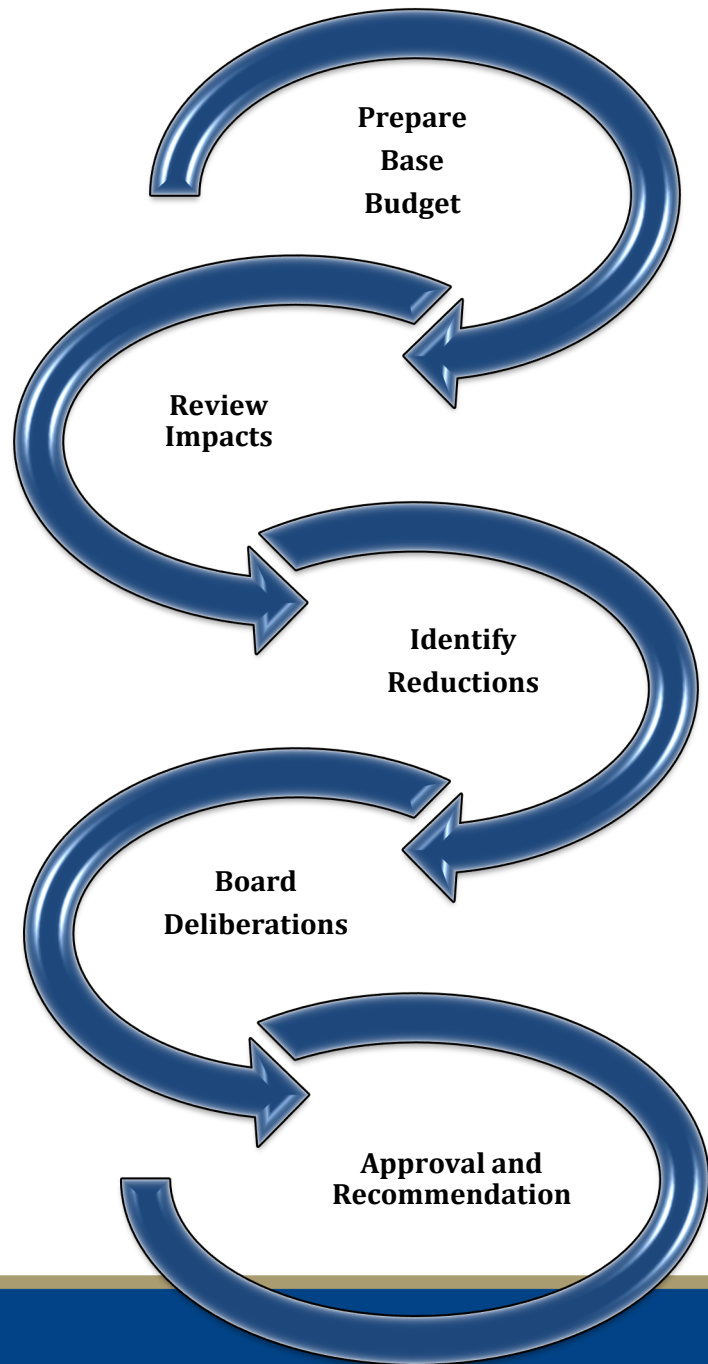 Prepare
Base
Budget
Review
Impacts
Identify
Reductions
Board
Deliberations
Approval and
Recommendation